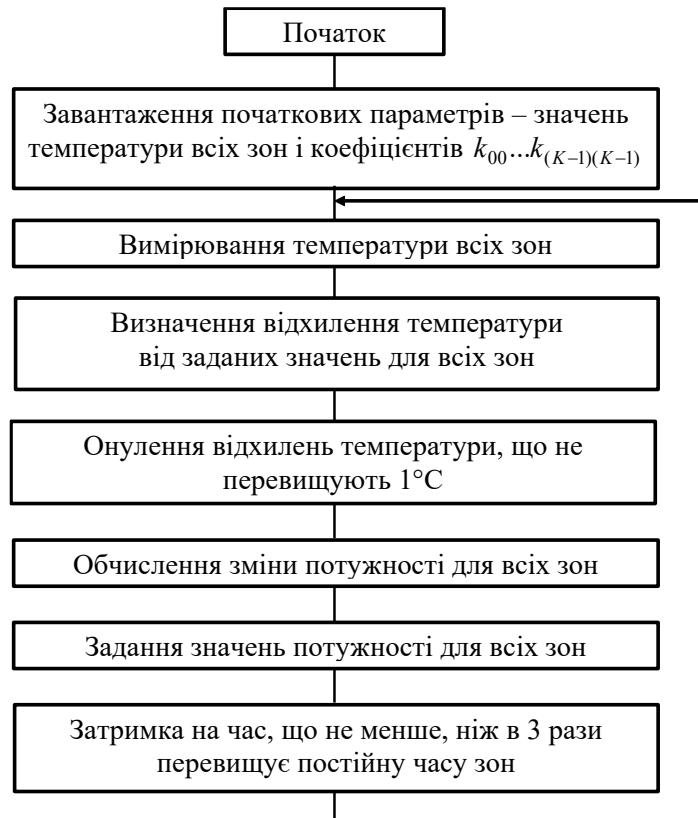 Початок
Завантаження початкових параметрів – значень
температури всіх зон і коефіцієнтів k₀₀...k₍K₋₁₎₍K₋₁₎
Вимірювання температури всіх зон
Визначення відхилення температури
від заданих значень для всіх зон
Онулення відхилень температури, що не
перевищують 1°C
Обчислення зміни потужності для всіх зон
Задання значень потужності для всіх зон
Затримка на час, що не менше, ніж в 3 рази
перевищує постійну часу зон